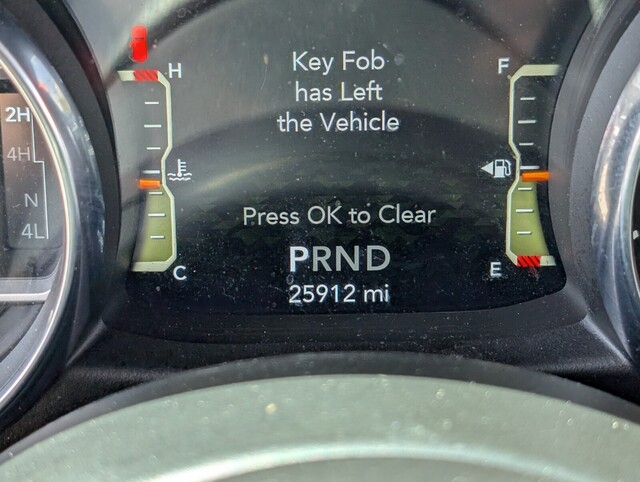 H
Key Fob
has Left
the Vehicle
F
2H
4H
N
4L
Press OK to Clear
C
PRND
E
25912 mi